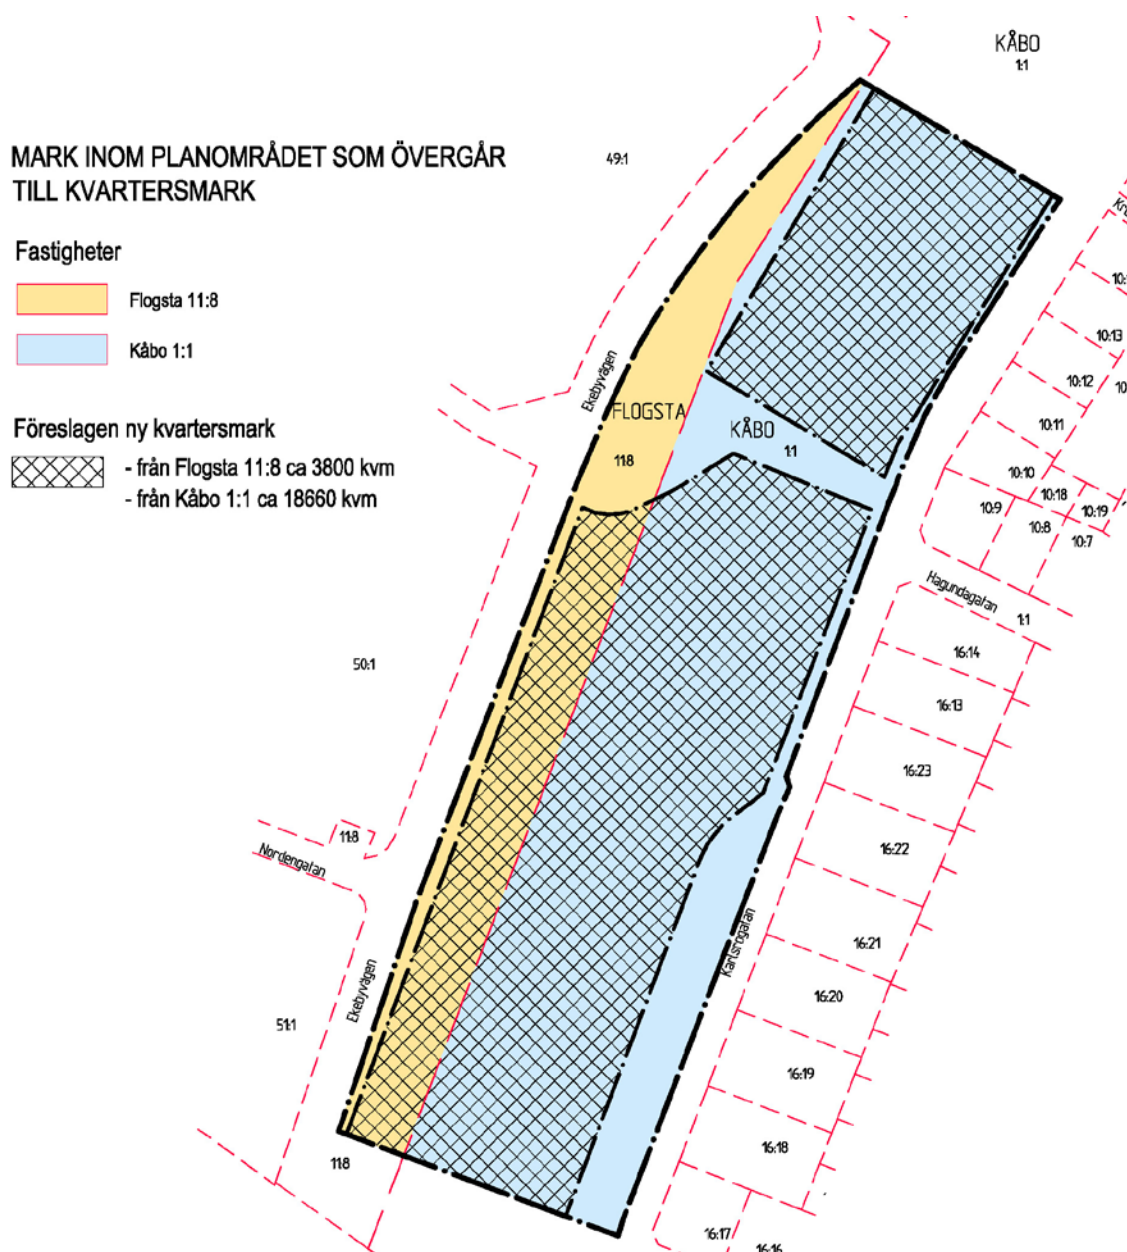 KÅBO
1:1
MARK INOM PLANOMRÅDET SOM ÖVERGÅR
TILL KVARTERSMARK
49:1
Fastigheter
Flogsta 11:8
Kåbo 1:1
Föreslagen ny kvartersmark
- från Flogsta 11:8 ca 3800 kvm
- från Kåbo 1:1 ca 18660 kvm
Ekebyvägen
FLOGSTA
11:8
KÅBO
1:1
10:13
10:12
10:11
10:10
10:18
10:19
10:9
10:8
10:7
Hagundagatan
1:1
50:1
16:14
16:13
16:23
16:22
16:21
16:20
16:19
16:18
16:17
16:16
11:8
Nordengatan
Ekebyvägen
Karlsrogatan
51:1
11:8